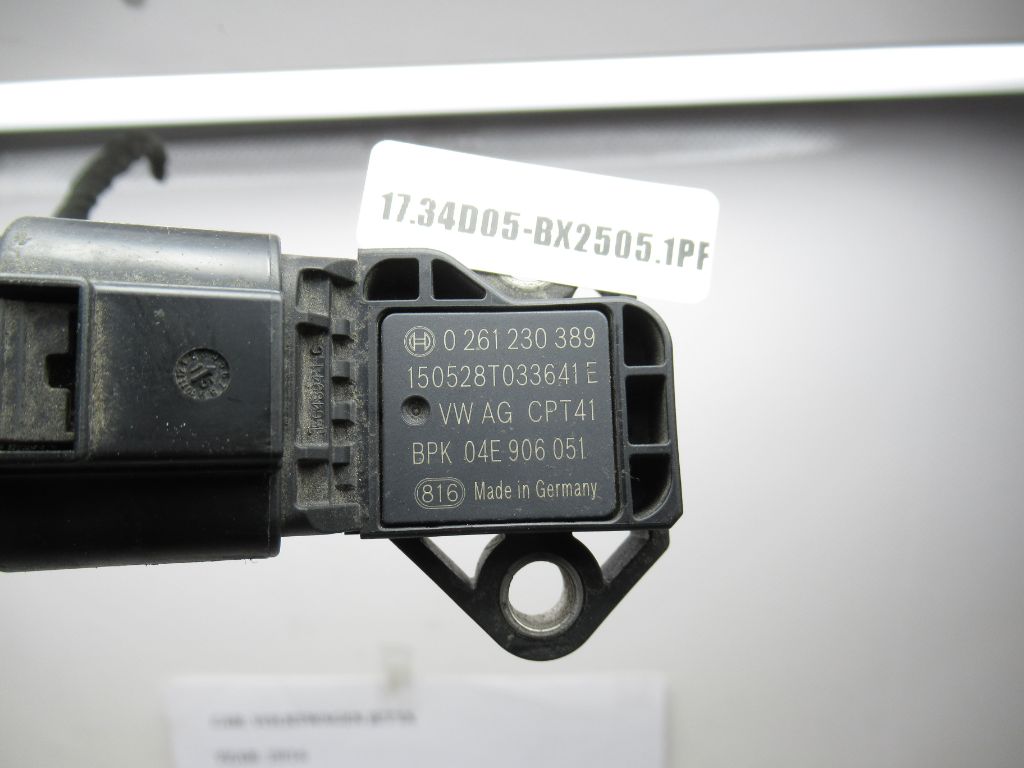 17.34D05-BX2505.1PF
0 261 230 389
150528T033641 E
VW AG CPT41
BPK 04E 906 051
816 Made in Germany